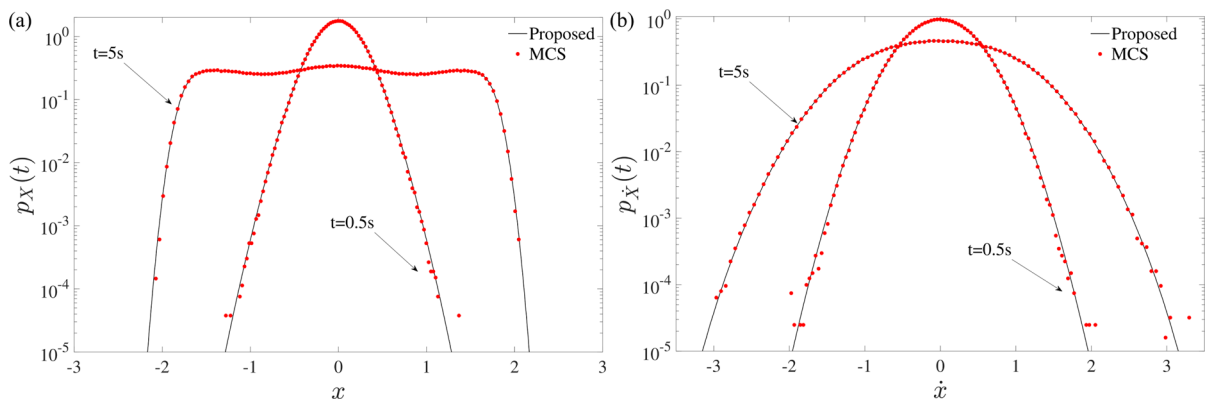 (a)
10^0
10^-1
10^-2
10^-3
10^-4
10^-5
p_X(t)
t=5s
t=0.5s
Proposed
MCS
-3 -2 -1 0 1 2 3
x
(b)
10^0
10^-1
10^-2
10^-3
10^-4
10^-5
p_Ẋ(t)
t=5s
t=0.5s
Proposed
MCS
-3 -2 -1 0 1 2 3
ẋ